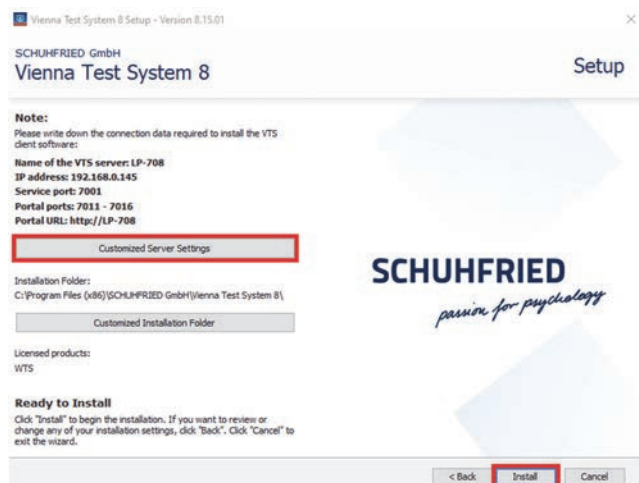 Vienna Test System 8 Setup - Version 8.15.01
SCHUHFRIED GmbH
Vienna Test System 8
Setup
Note:
Please write down the connection data required to install the VTS
client software:
Name of the VTS server: LP-708
IP address: 192.168.0.145
Service port: 7001
Portal ports: 7011 - 7016
Portal URL: http://LP-708
Customized Server Settings
Installation Folder:
C:\Program Files (x86)\SCHUHFRIED GmbH\Vienna Test System 8\
Customized Installation Folder
Licensed products:
WTS
Ready to Install
Click "Install" to begin the installation. If you want to review or
change any of your installation settings, click "Back". Click "Cancel" to
exit the wizard.
SCHUHFRIED
passion for psychology
< Back
Install
Cancel